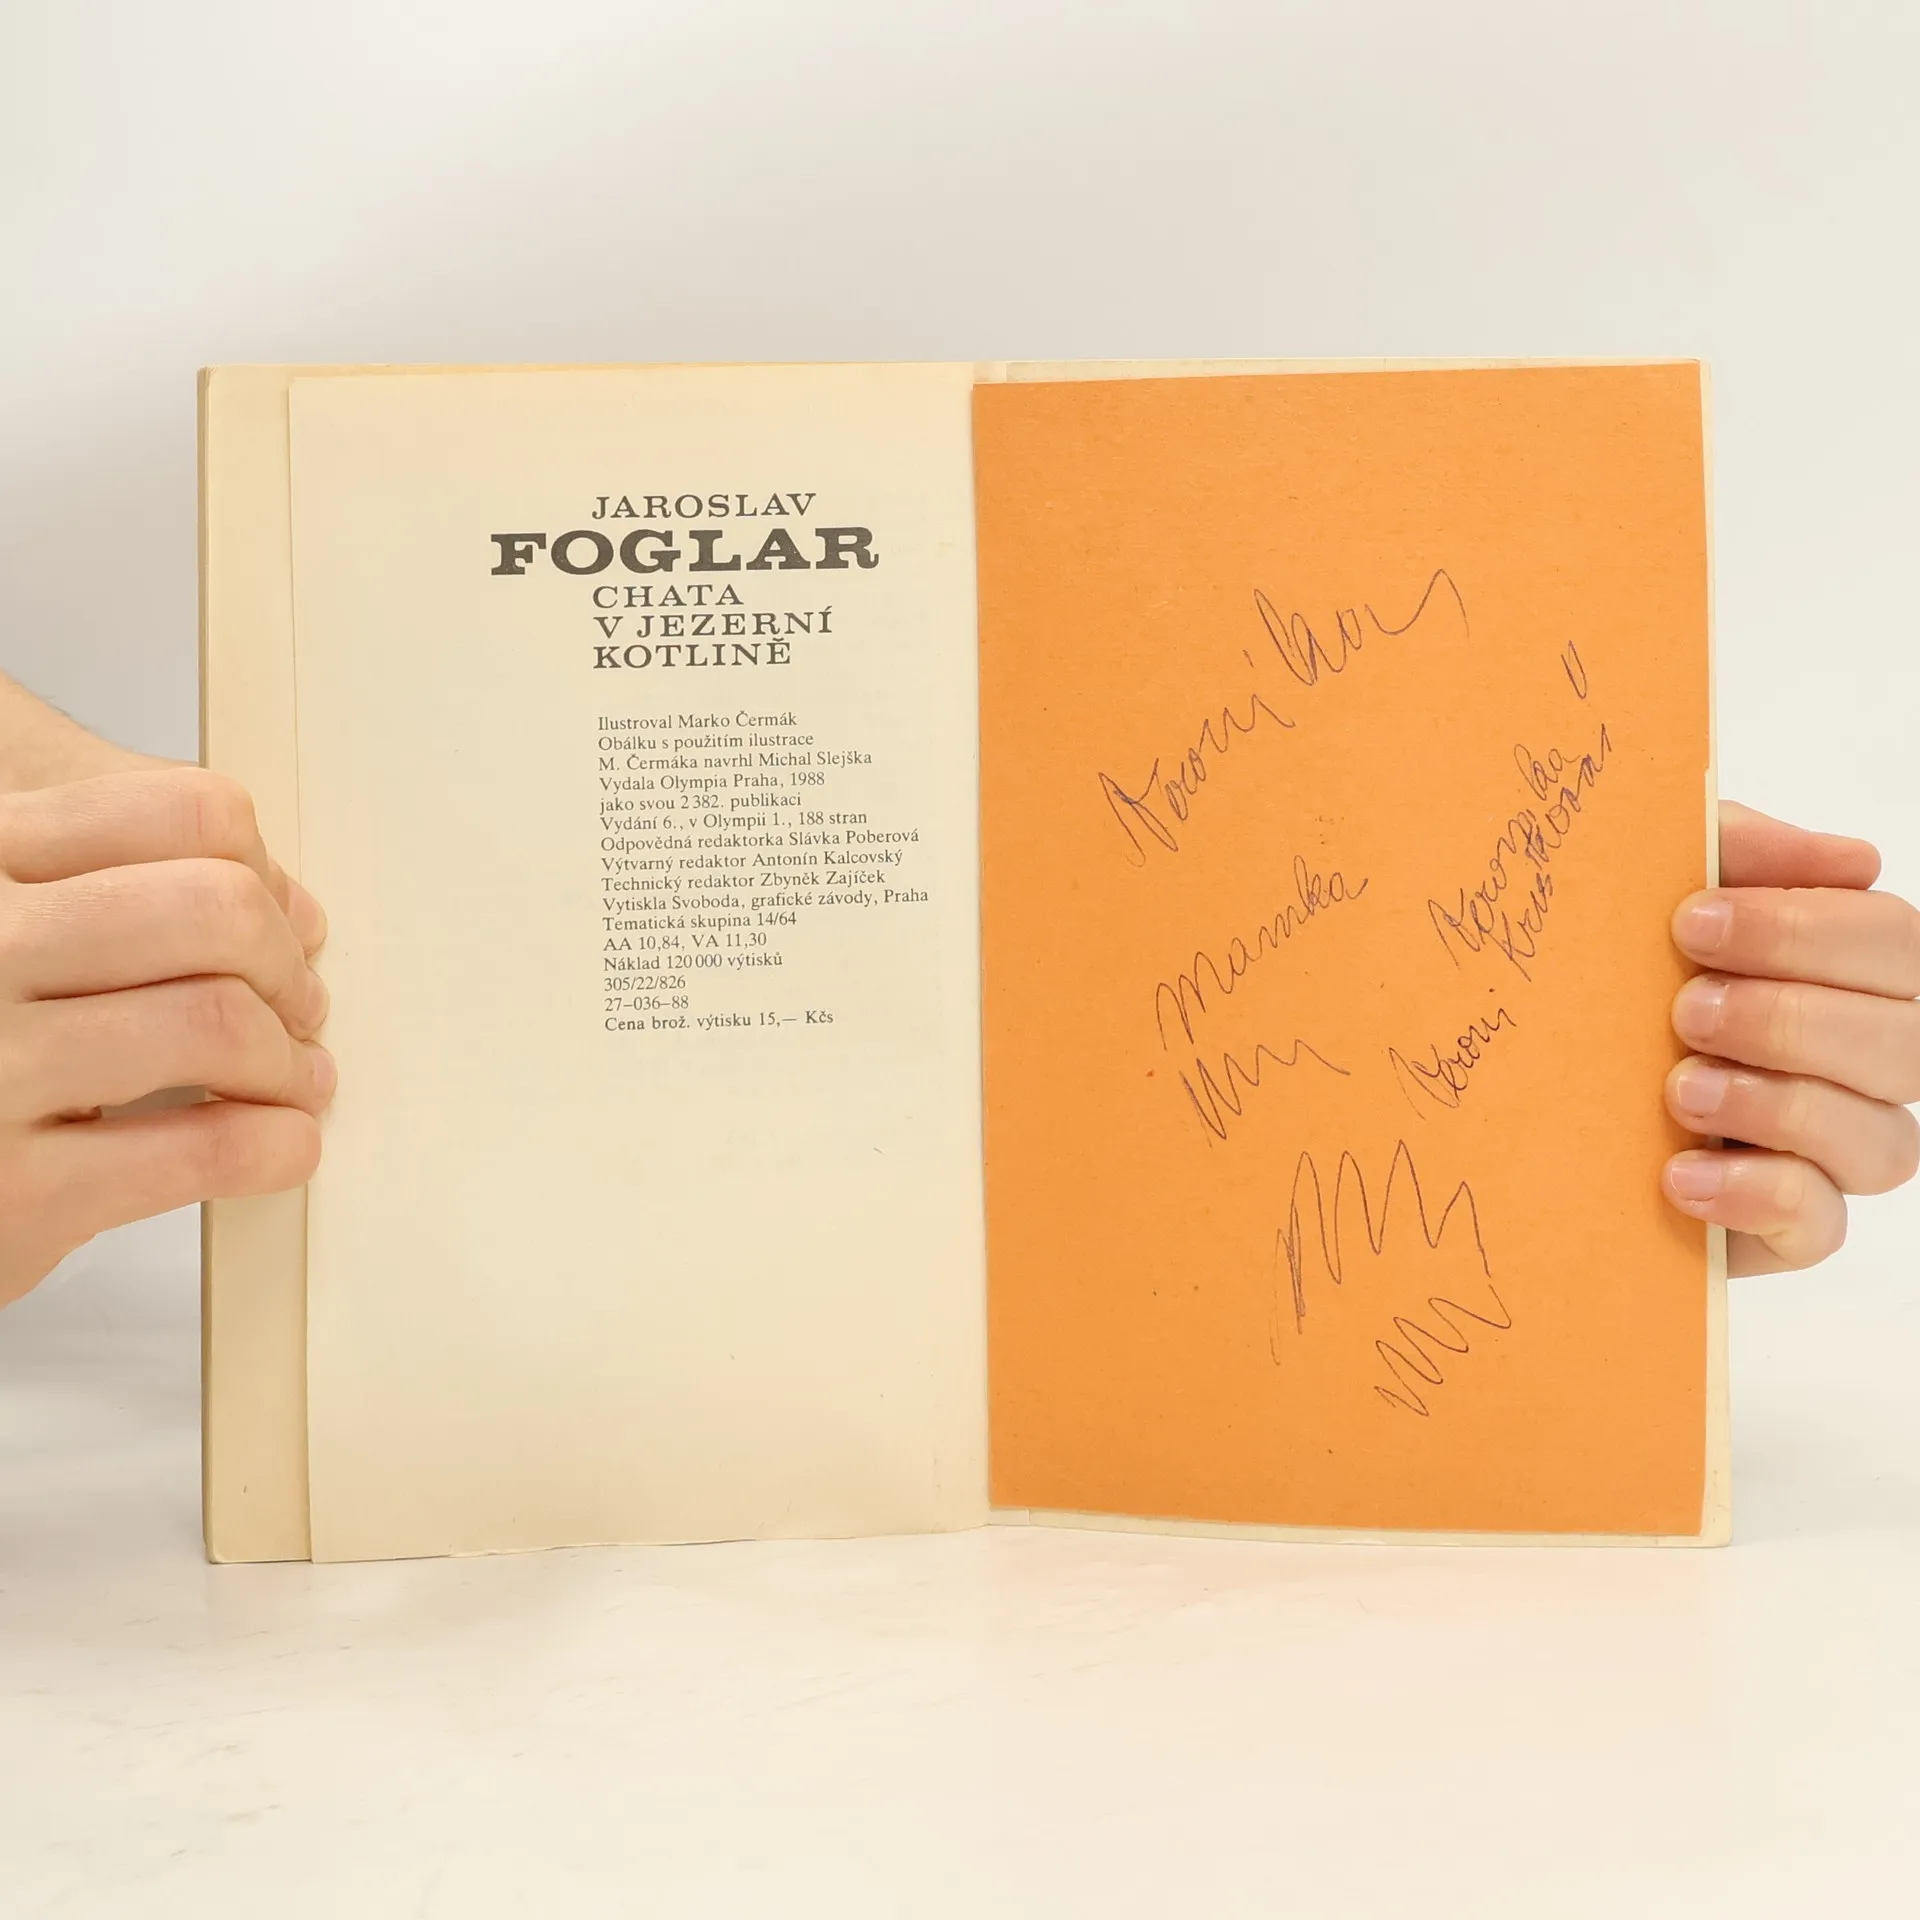 JAROSLAV
FOGLAR
CHATA
V JEZERNÍ
KOTLINĚ
Ilustroval Marko Čermák
Obálku s použitím ilustrace
M. Čermáka navrhl Michal Slejška
Vydala Olympia Praha, 1988
jako svou 2 382. publikaci
Vydání 6., v Olympii 1., 188 stran
Odpovědná redaktorka Slávka Poberová
Výtvarný redaktor Antonín Kalcovský
Technický redaktor Zbyněk Zajíček
Vytiskla Svoboda, grafické závody, Praha
Tematická skupina 14/64
AA 10,84, VA 11,30
Náklad 120 000 výtisků
305/22/826
27–036–88
Cena brož. výtisku 15,— Kčs
Veronika
Mamka
Veronika
Veroni